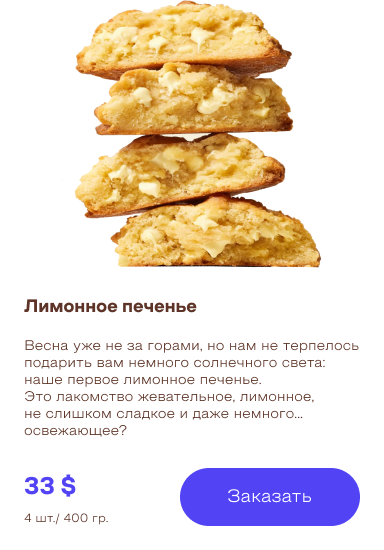 Лимонное печенье
Весна уже не за горами, но нам не терпелось
подарить вам немного солнечного света:
наше первое лимонное печенье.
Это лакомство жевательное, лимонное,
не слишком сладкое и даже немного...
освежающее?
33 $
Заказать
4 шт./ 400 гр.